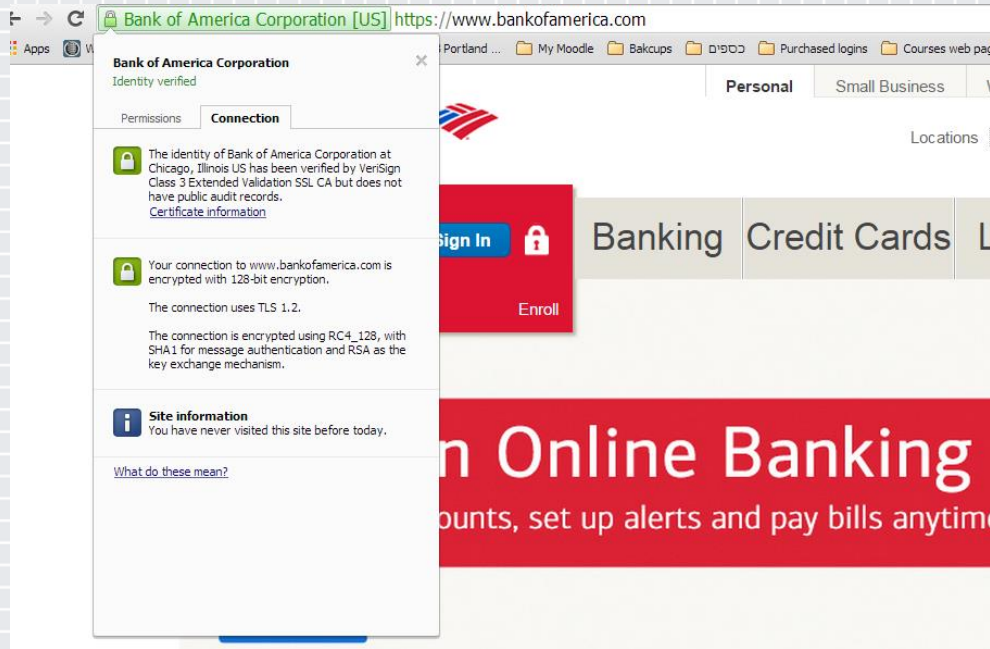 Bank of America Corporation [US] https://www.bankofamerica.com
Apps
Portland ...
My Moodle
Bakcups
כספים
Purchased logins
Courses web pag
Bank of America Corporation
Identity verified
Permissions
Connection
The identity of Bank of America Corporation at
Chicago, Illinois US has been verified by VeriSign
Class 3 Extended Validation SSL CA but does not
have public audit records.
Certificate information
Your connection to www.bankofamerica.com is
encrypted with 128-bit encryption.
The connection uses TLS 1.2.
The connection is encrypted using RC4_128, with
SHA1 for message authentication and RSA as the
key exchange mechanism.
Site information
You have never visited this site before today.
What do these mean?
Personal
Small Business
Locations
Sign In
Enroll
Banking
Credit Cards
L
n Online Banking
ounts, set up alerts and pay bills anytime